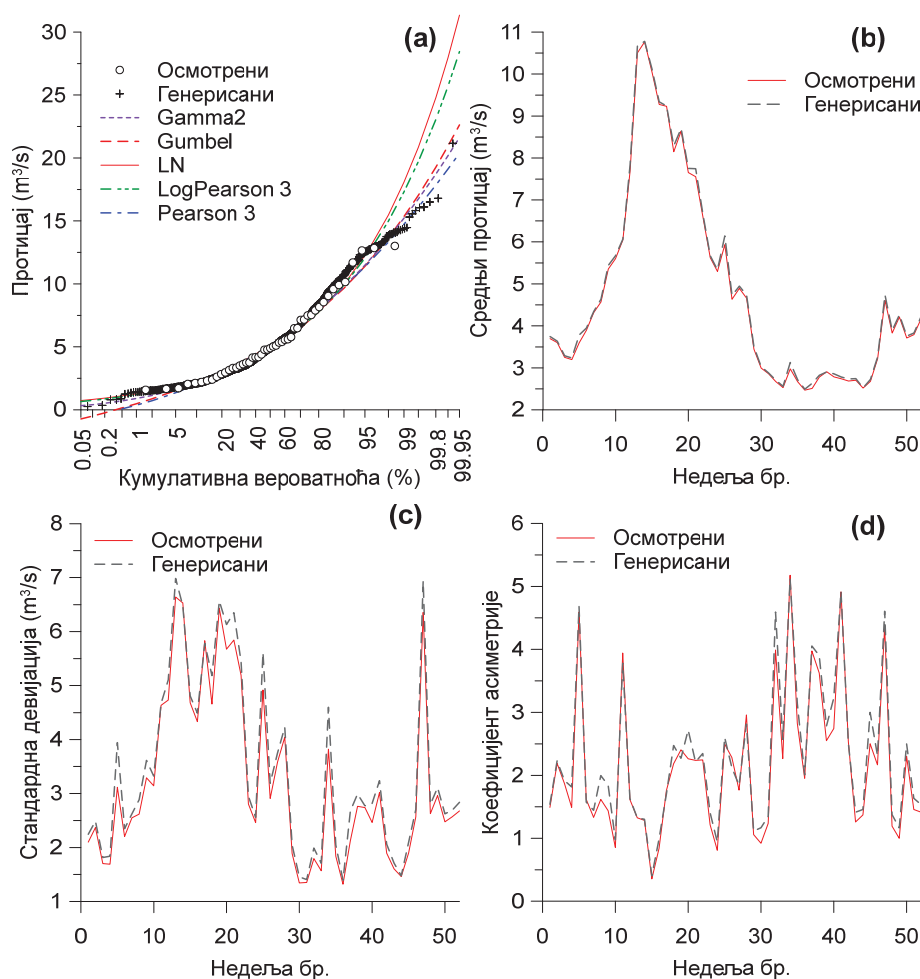 (a)
30
25
20
15
10
5
0
Протицај (m³/s)
Осмотрени
Генерисани
Gamma2
Gumbel
LN
LogPearson 3
Pearson 3
0.05
0.2
1
5
20
40
60
80
95
99
99.8
99.95
Кумулативна вероватноћа (%)
(b)
11
10
9
8
7
6
5
4
3
2
Средњи протицај (m³/s)
Осмотрени
Генерисани
0 10 20 30 40 50
Недеља бр.
(c)
8
7
6
5
4
3
2
1
Стандардна девијација (m³/s)
Осмотрени
Генерисани
0 10 20 30 40 50
Недеља бр.
(d)
6
5
4
3
2
1
0
Коефицијент асиметрије
Осмотрени
Генерисани
0 10 20 30 40 50
Недеља бр.